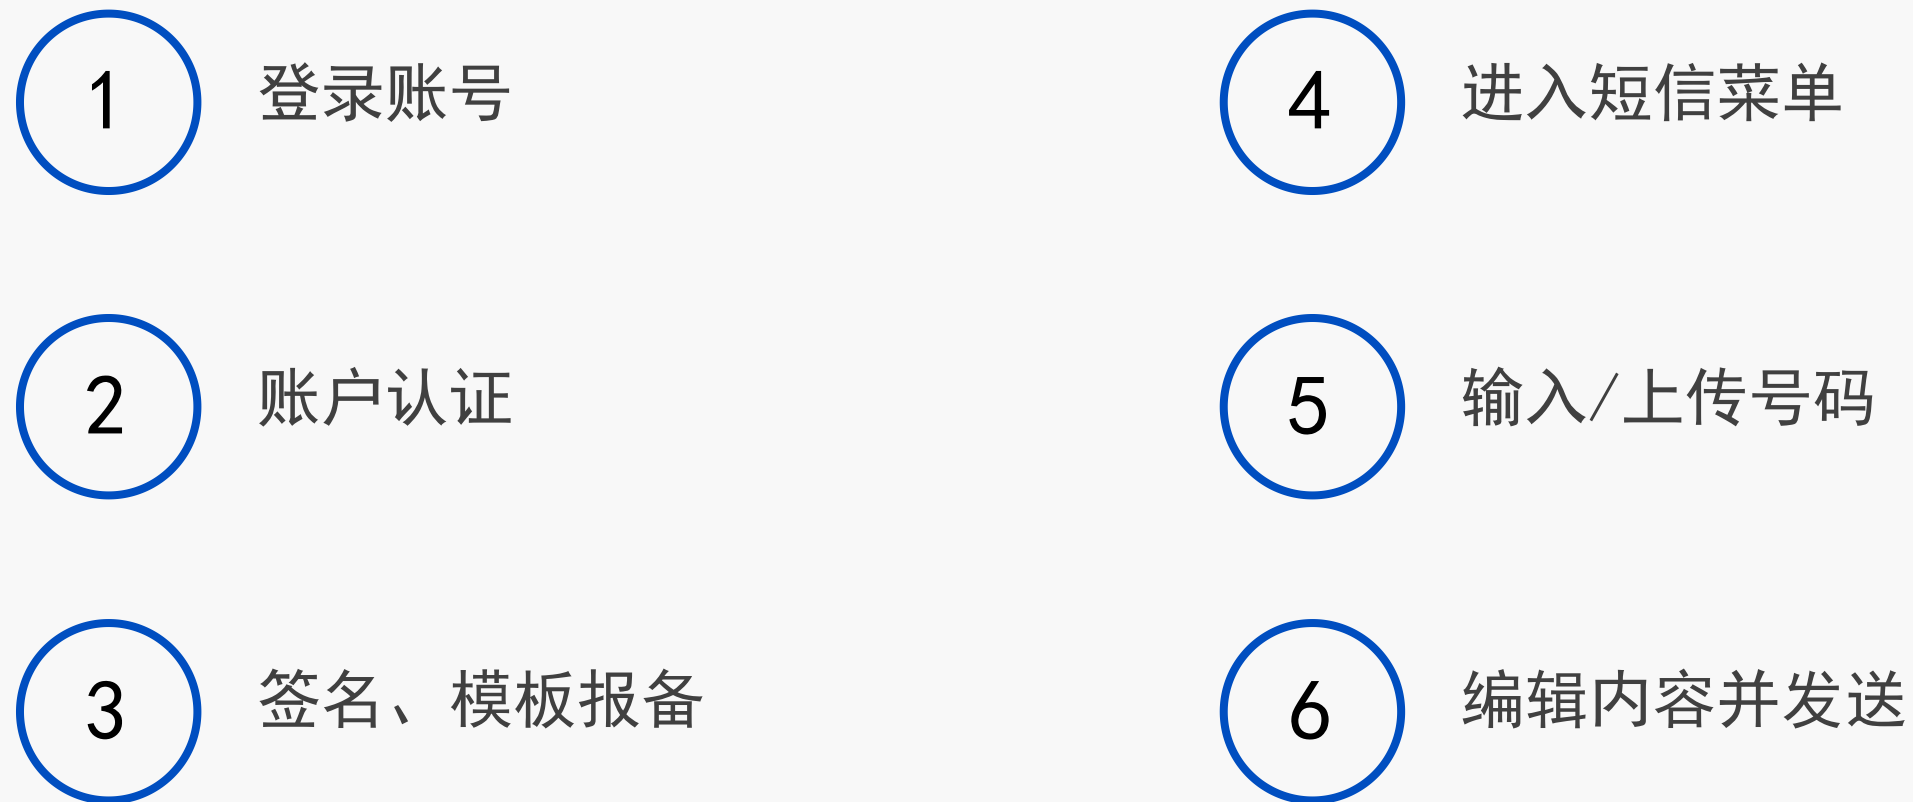 1 登录账号
2 账户认证
3 签名、模板报备
4 进入短信菜单
5 输入/上传号码
6 编辑内容并发送